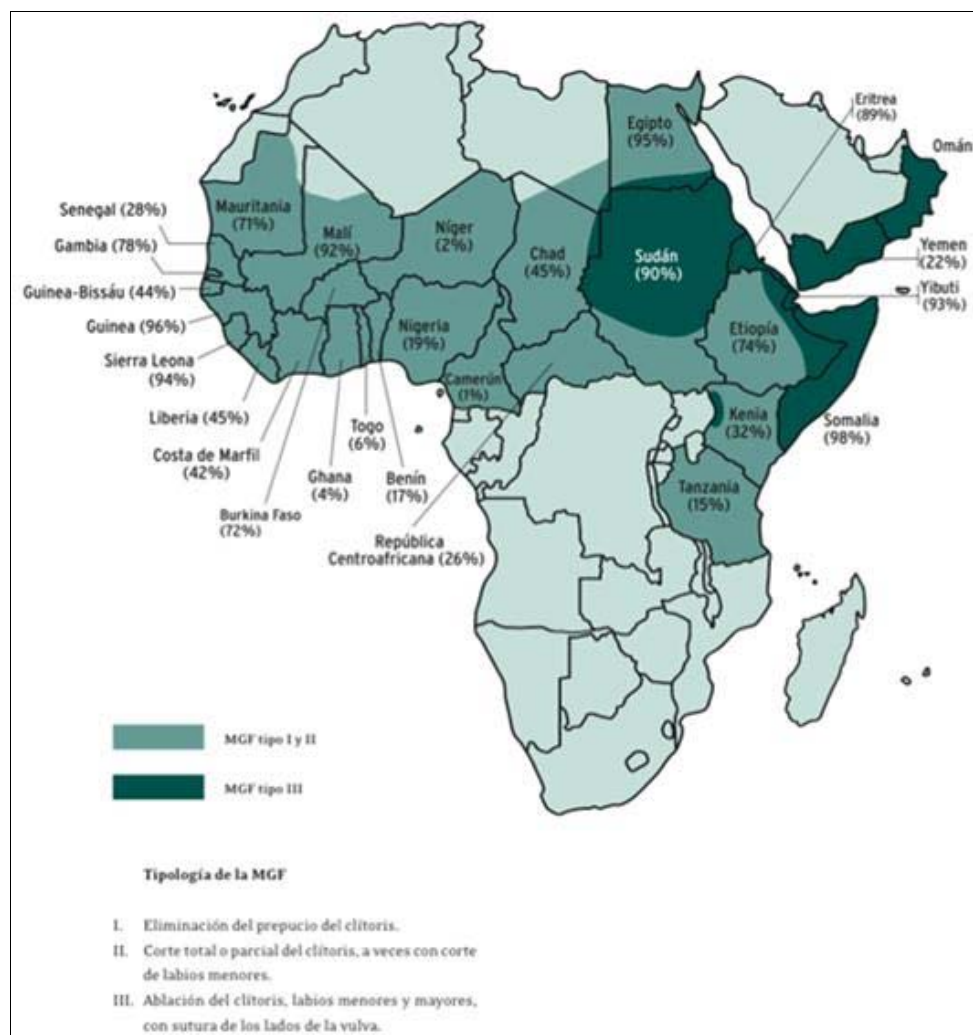 Eritrea
(89%)
Egipto
(95%)
Omán
Senegal (28%)
Mauritania
(71%)
Malí
(92%)
Níger
(2%)
Chad
(45%)
Sudán
(90%)
Gambia (78%)
Yemen
(22%)
Guinea-Bissáu (44%)
Yibuti
(93%)
Guinea (96%)
Nigeria
(19%)
Etiopía
(74%)
Sierra Leona
(94%)
Camerún
(1%)
Kenia
(32%)
Somalia
(98%)
Liberia (45%)
Togo
(6%)
Costa de Marfil
(42%)
Ghana
(4%)
Benín
(17%)
Tanzania
(15%)
Burkina Faso
(72%)
República
Centroafricana (26%)
MGF tipo I y II
MGF tipo III
Tipología de la MGF
I. Eliminación del prepucio del clítoris.
II. Corte total o parcial del clítoris, a veces con corte
de labios menores.
III. Ablación del clítoris, labios menores y mayores,
con sutura de los lados de la vulva.